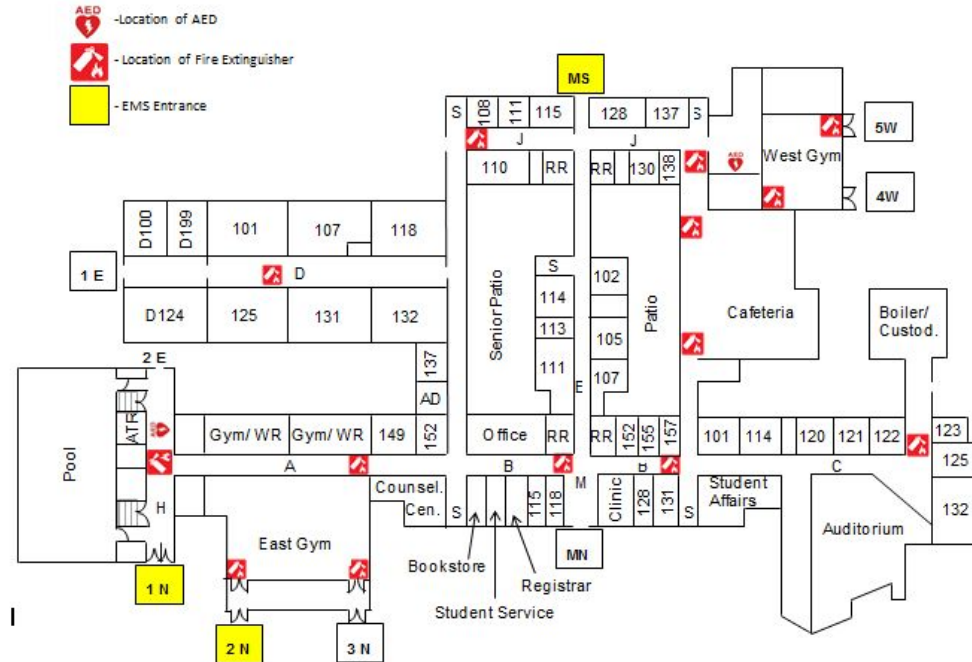 AED
-Location of AED
- Location of Fire Extinguisher
- EMS Entrance
MS
S
108
111
115
128
137
S
J
J
5W
110
RR
RR
130
138
AED
West Gym
4W
D100
D199
101
107
118
1 E
D
S
102
114
Senior Patio
Patio
D124
125
131
132
113
105
Cafeteria
Boiler/
Custod.
111
107
137
2 E
E
AD
Pool
ATR
AED
Gym/ WR
Gym/ WR
149
152
Office
RR
RR
152
155
157
101
114
120
121
122
123
125
A
B
B
C
M
H
Counsel.
Cen.
S
115
118
Clinic
128
131
S
Student
Affairs
132
East Gym
Auditorium
Bookstore
Registrar
MN
Student Service
1 N
2 N
3 N
I